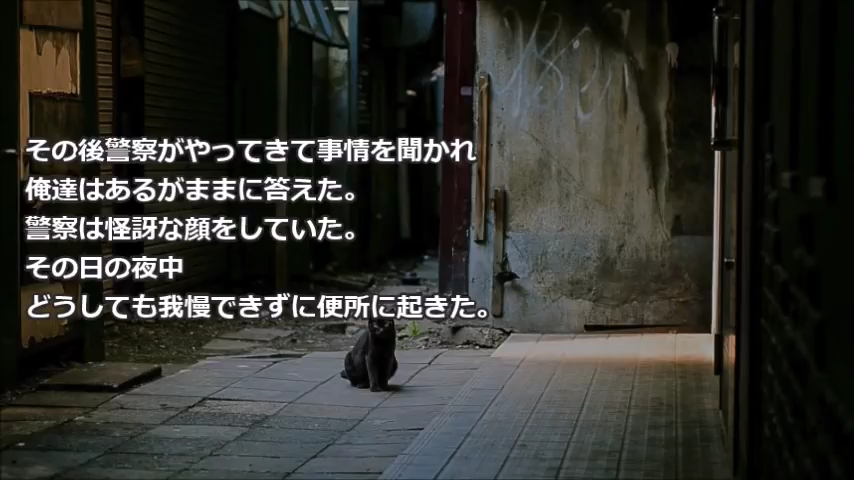 その後警察がやってきて事情を聞かれ
俺達はあるがままに答えた。
警察は怪訝な顔をしていた。
その日の夜中
どうしても我慢できずに便所に起きた。